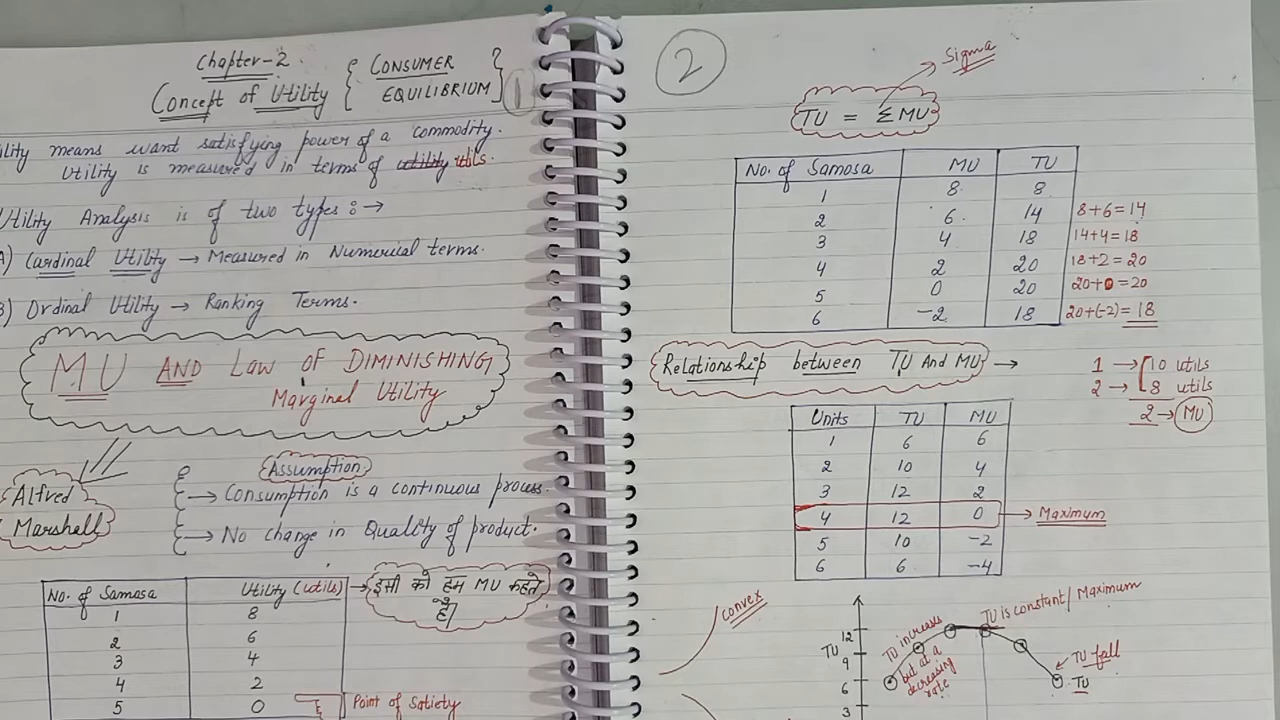 Chapter-2.
Concept of Utility { CONSUMER EQUILIBRIUM } 1
ility means want satisfying power of a commodity.
Utility is measured in terms of utility utils.
Utility Analysis is of two types :→
A) Cardinal Utility → Measured in Numerical terms.
B) Ordinal Utility → Ranking Terms.
MU AND Law OF DIMINISHING
Marginal Utility
Alfred
Marshall
Assumption
→ Consumption is a continuous process.
→ No change in Quality of product.
No. of Samosa Utility (utils) → इसी को हम MU कहते
है।
1 8
2 6
3 4
4 2
5 0 Point of Satiety
2
Sigma
TU = ΣMU
No. of Samosa MU TU
1 8 8
2 6 14 8+6=14
3 4 18 14+4=18
4 2 20 18+2=20
5 0 20 20+0=20
6 -2 18 20+(-2)=18
Relationship between TU And MU →
1 → 10 utils
2 → 8 utils
2 → MU
Units TU MU
1 6 6
2 10 4
3 12 2
4 12 0 → Maximum
5 10 -2
6 6 -4
convex
TU is constant/Maximum
TU increases
but at a
decreasing
rate
TU fall
TU
TU
12
9
6
3